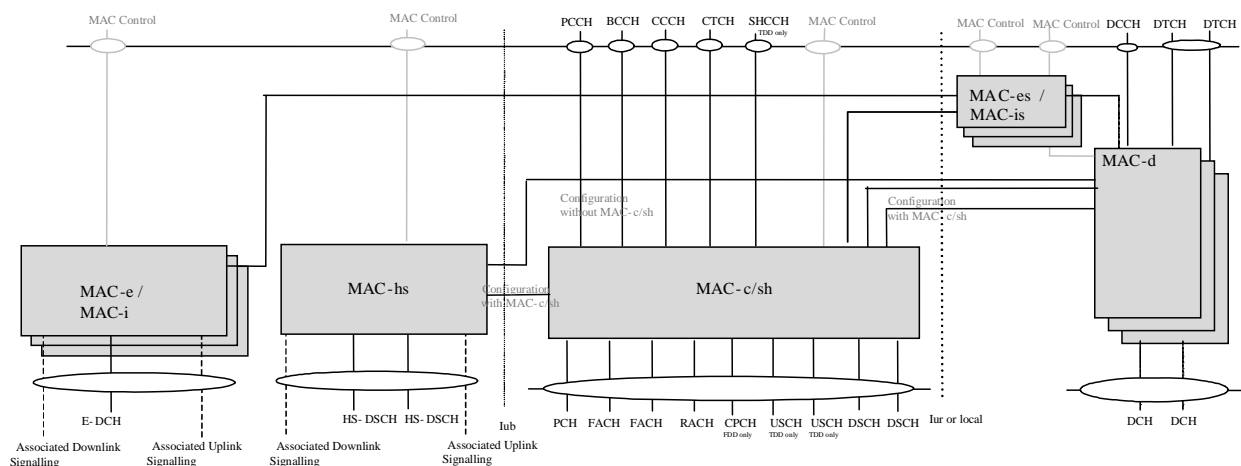 MAC Control
MAC Control
PCCH
BCCH
CCCH
CTCH
SHCCH
TDD only
MAC Control
MAC Control
MAC Control
DCCH
DTCH
DTCH
MAC-es /
MAC-is
MAC-d
Configuration
without MAC-c/sh
Configuration
with MAC-c/sh
MAC-e /
MAC-i
MAC-hs
Configuration
with MAC-c/sh
MAC-c/sh
E-DCH
HS-DSCH
HS-DSCH
Iub
PCH
FACH
FACH
RACH
CPCH
FDD only
USCH
TDD only
USCH
TDD only
DSCH
DSCH
Iur or local
DCH
DCH
Associated Downlink
Signalling
Associated Uplink
Signalling
Associated Downlink
Signalling
Associated Uplink
Signalling